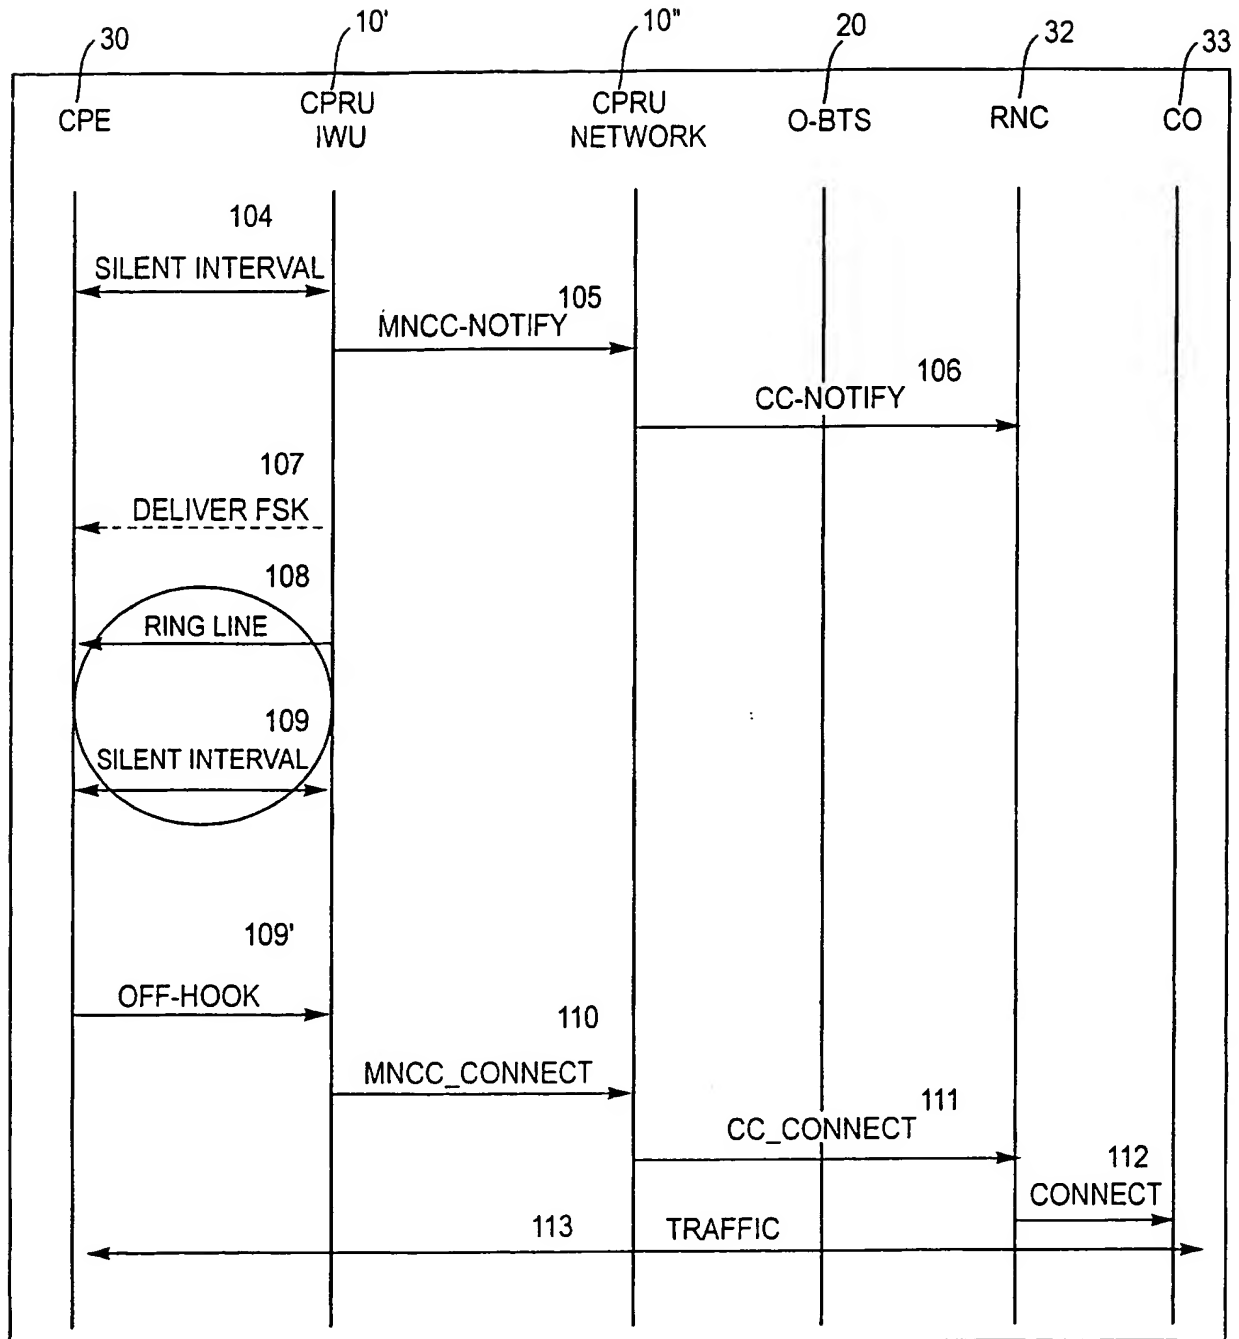 30 10' 10" 20 32 33
CPE CPRU IWU CPRU NETWORK O-BTS RNC CO
104
SILENT INTERVAL
105
MNCC-NOTIFY
106
CC-NOTIFY
107
DELIVER FSK
108
RING LINE
109
SILENT INTERVAL
109'
OFF-HOOK
110
MNCC_CONNECT
111
CC_CONNECT
112
CONNECT
113 TRAFFIC